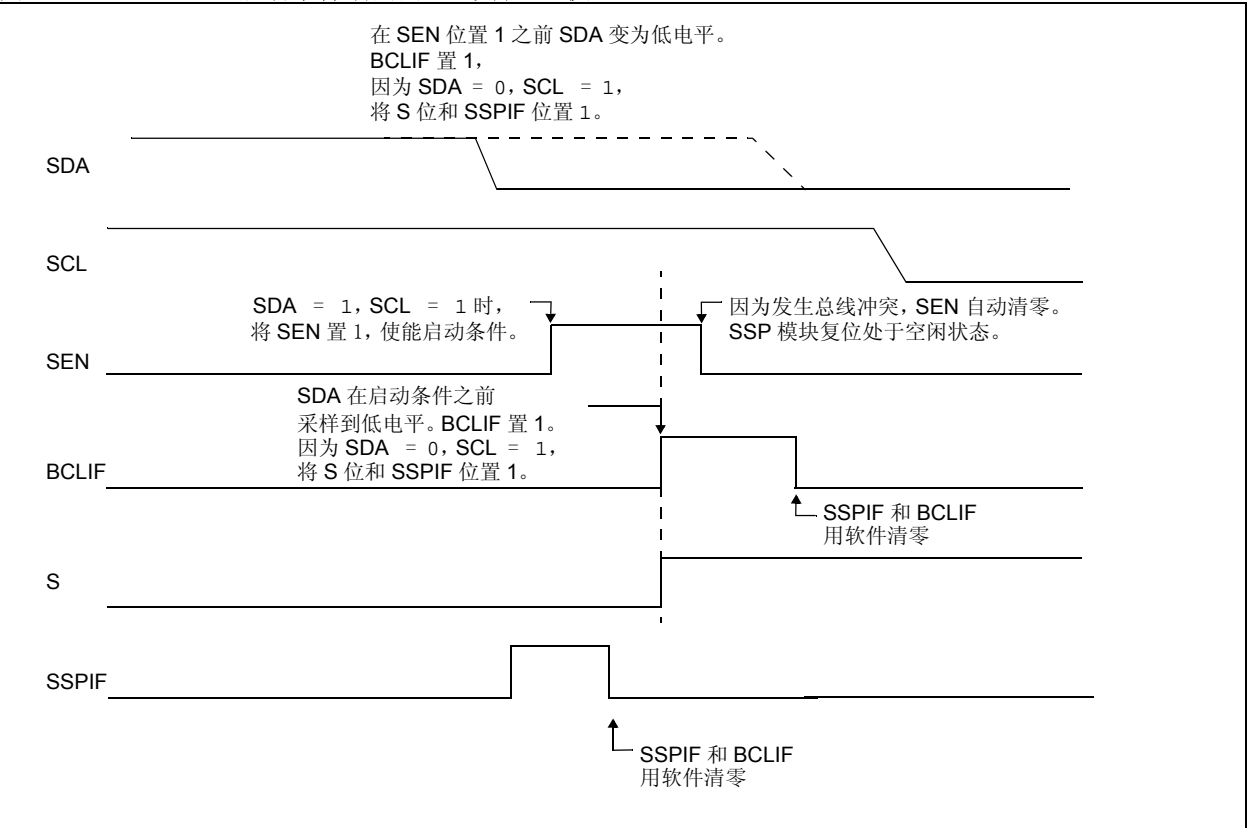 在 SEN 位置 1 之前 SDA 变为低电平。
BCLIF 置 1，
因为 SDA = 0，SCL = 1，
将 S 位和 SSPIF 位置 1。
SDA
SCL
SDA = 1，SCL = 1 时，
将 SEN 置 1，使能启动条件。
因为发生总线冲突，SEN 自动清零。
SSP 模块复位处于空闲状态。
SEN
SDA 在启动条件之前
采样到低电平。BCLIF 置 1。
因为 SDA = 0，SCL = 1，
将 S 位和 SSPIF 位置 1。
BCLIF
SSPIF 和 BCLIF
用软件清零
S
SSPIF
SSPIF 和 BCLIF
用软件清零